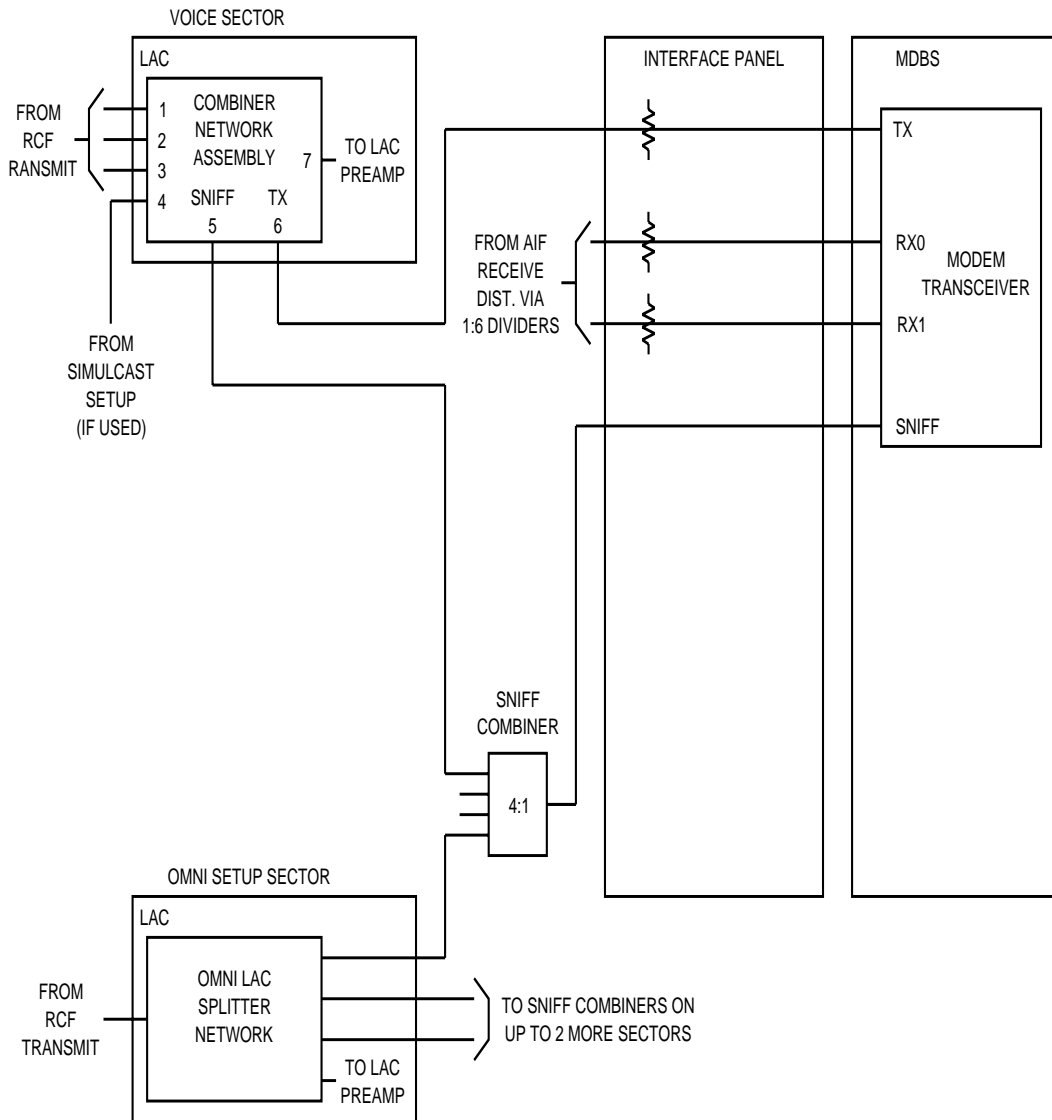 VOICE SECTOR
LAC
FROM
RCF
RANSMIT
1
2
3
4
COMBINER
NETWORK
ASSEMBLY
7
SNIFF
TX
5
6
TO LAC
PREAMP
FROM
SIMULCAST
SETUP
(IF USED)
INTERFACE PANEL
FROM AIF
RECEIVE
DIST. VIA
1:6 DIVIDERS
MDBS
TX
RX0
MODEM
TRANSCEIVER
RX1
SNIFF
SNIFF
COMBINER
4:1
OMNI SETUP SECTOR
LAC
FROM
RCF
TRANSMIT
OMNI LAC
SPLITTER
NETWORK
TO SNIFF COMBINERS ON
UP TO 2 MORE SECTORS
TO LAC
PREAMP